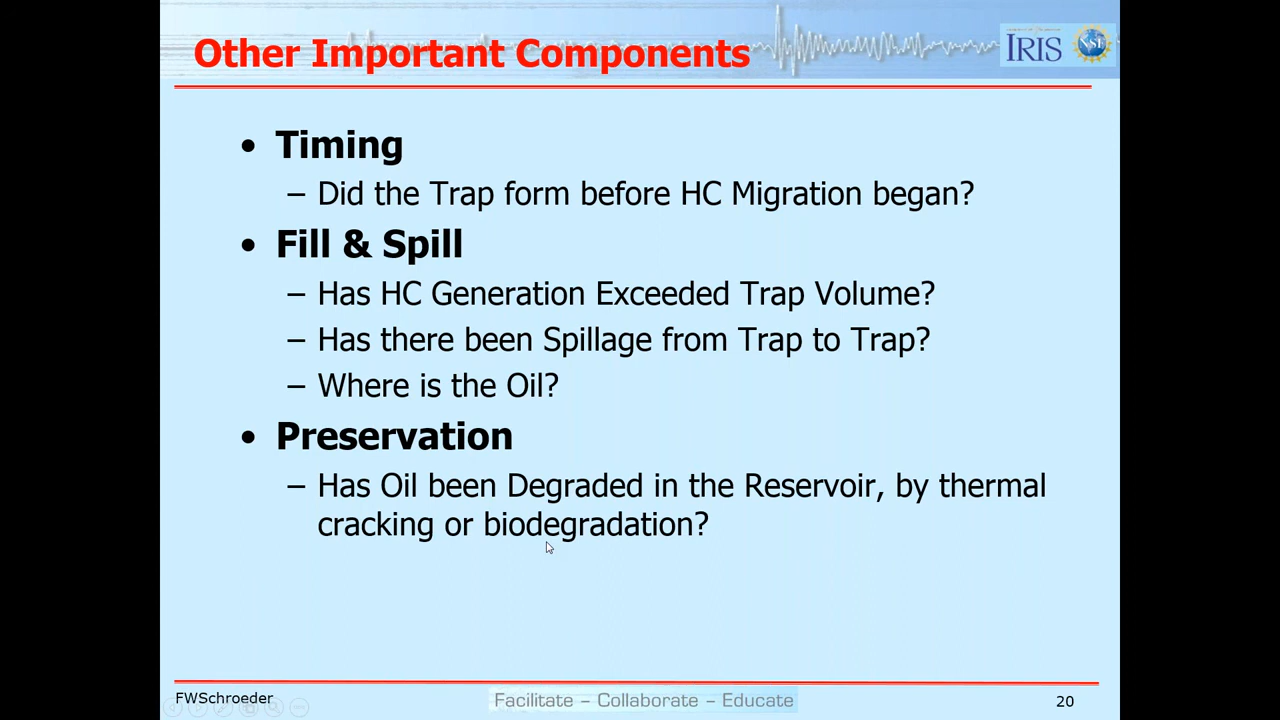 Other Important Components
IRIS
NSF
• Timing
– Did the Trap form before HC Migration began?
• Fill & Spill
– Has HC Generation Exceeded Trap Volume?
– Has there been Spillage from Trap to Trap?
– Where is the Oil?
• Preservation
– Has Oil been Degraded in the Reservoir, by thermal
cracking or biodegradation?
FWSchroeder
Facilitate – Collaborate – Educate
20